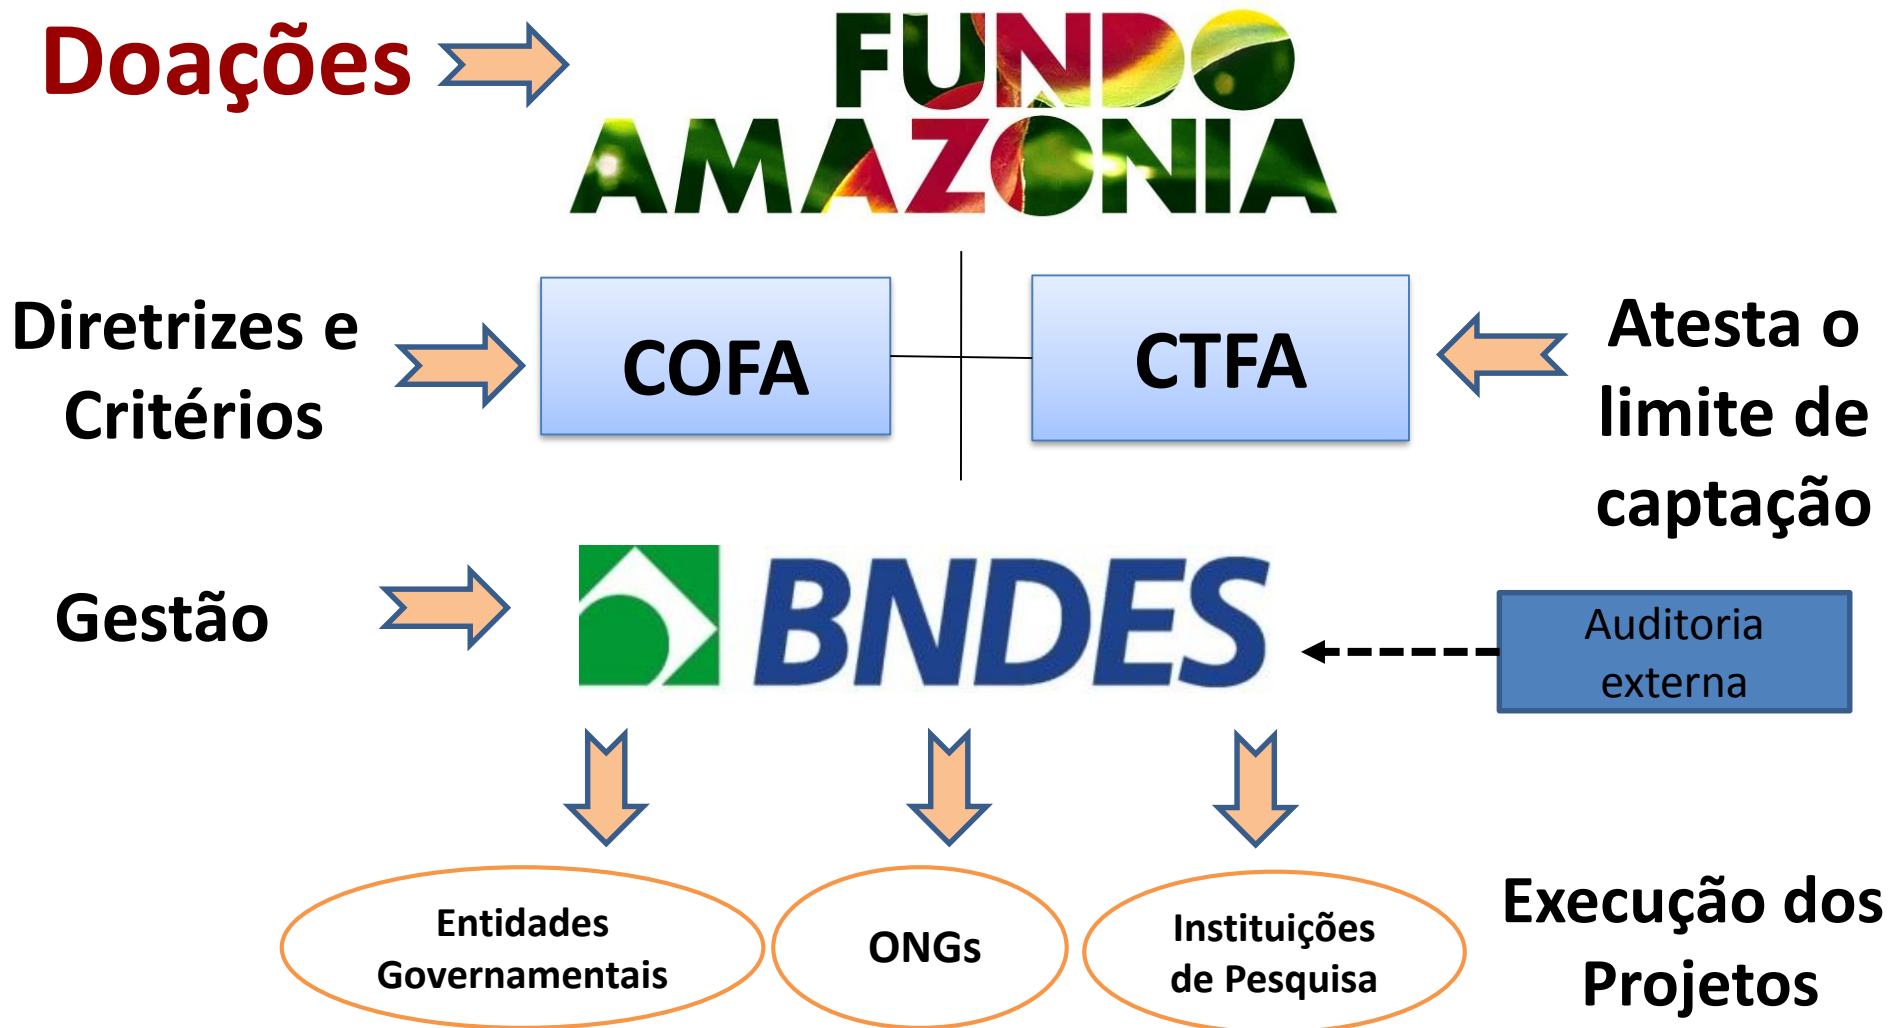 Doações
FUNDO
AMAZONIA
Diretrizes e
Critérios
COFA
CTFA
Atesta o
limite de
captação
Gestão
BNDES
Auditoria
externa
Entidades
Governamentais
ONGs
Instituições
de Pesquisa
Execução dos
Projetos